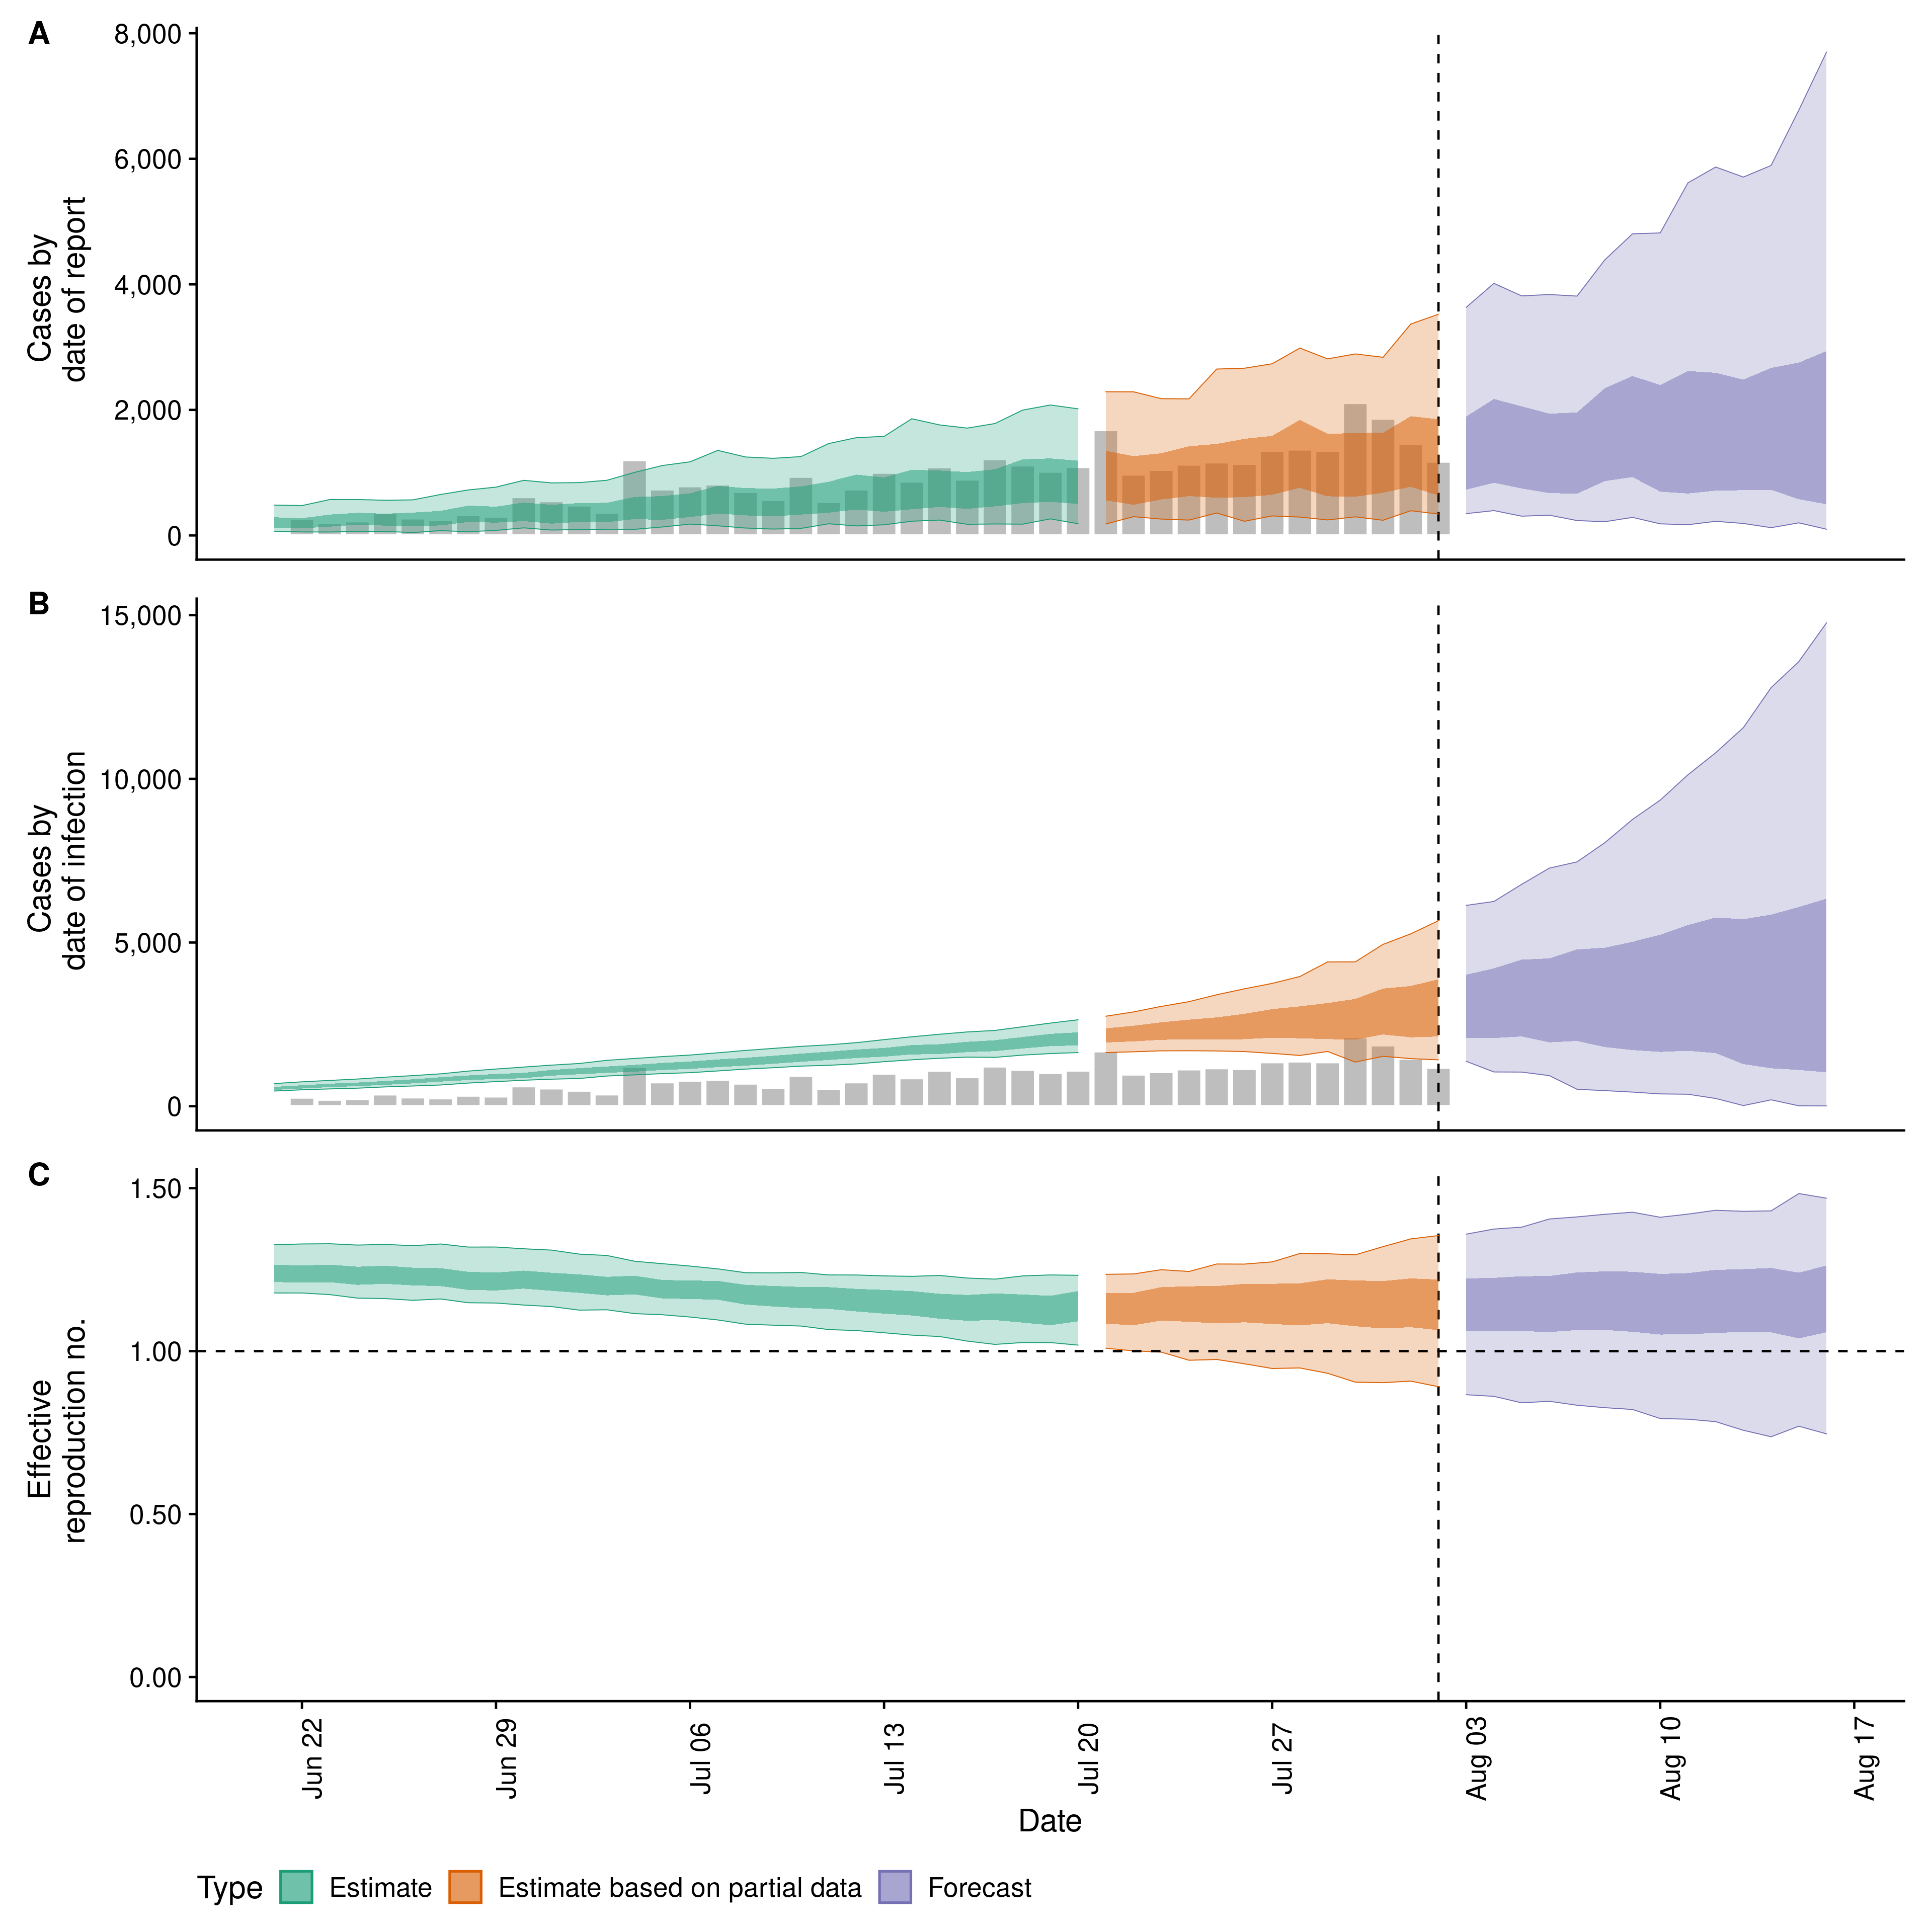 A
8,000
6,000
4,000
2,000
0
Cases by
date of report
B
15,000
10,000
5,000
0
Cases by
date of infection
C
1.50
1.00
0.50
0.00
Effective
reproduction no.
Jun 22
Jun 29
Jul 06
Jul 13
Jul 20
Jul 27
Aug 03
Aug 10
Aug 17
Date
Type Estimate Estimate based on partial data Forecast